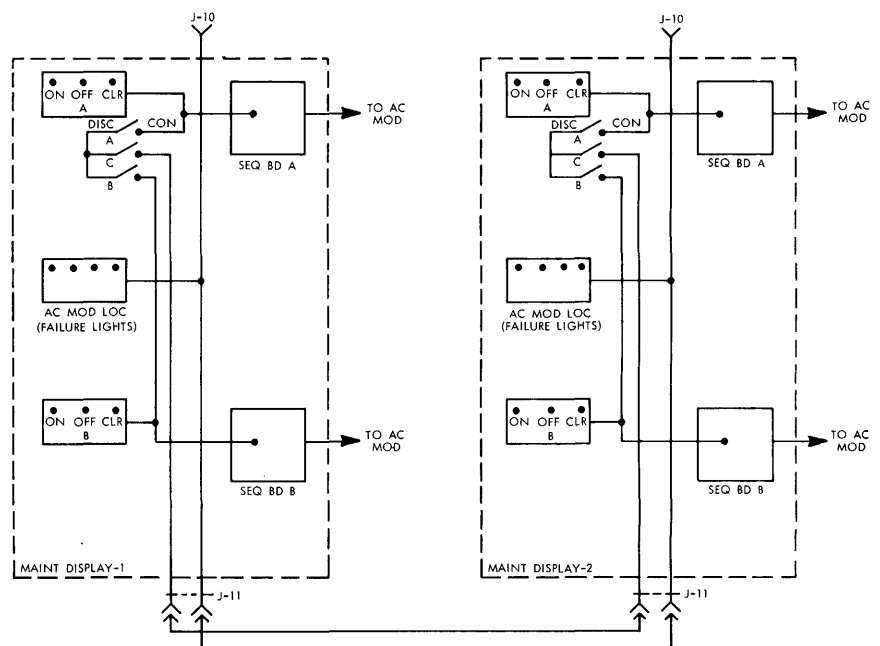 J-10
ON OFF CLR
A
DISC
CON
A
C
B
SEQ BD A
TO AC
MOD
AC MOD LOC
(FAILURE LIGHTS)
ON OFF CLR
B
SEQ BD B
TO AC
MOD
MAINT DISPLAY-1
J-11
J-10
ON OFF CLR
A
DISC
CON
A
C
B
SEQ BD A
TO AC
MOD
AC MOD LOC
(FAILURE LIGHTS)
ON OFF CLR
B
SEQ BD B
TO AC
MOD
MAINT DISPLAY-2
J-11